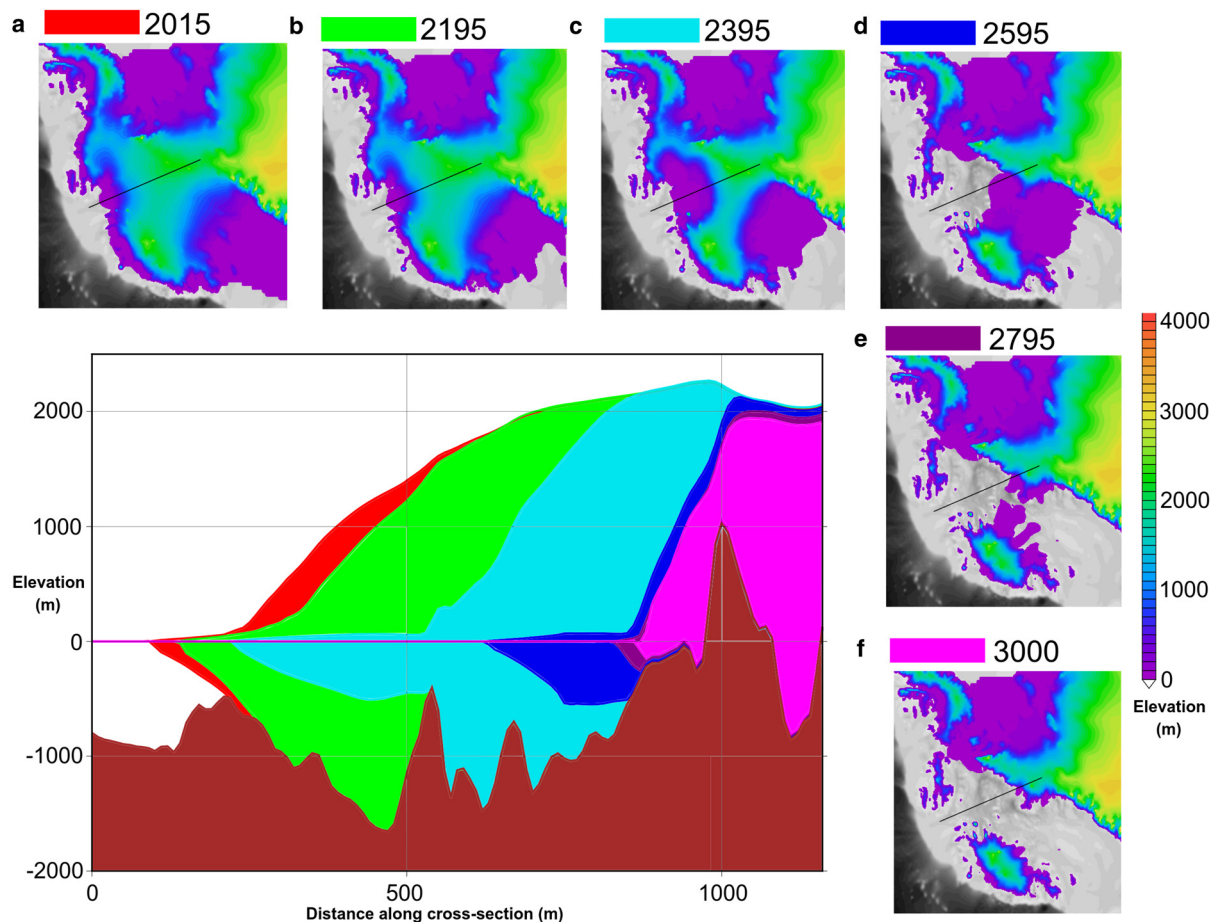 a 2015 b 2195 c 2395 d 2595
e 2795
4000
3000
2000
1000
0
Elevation
(m)
f 3000
2000
1000
Elevation
(m)
0
-1000
-2000
0 500 1000
Distance along cross-section (m)